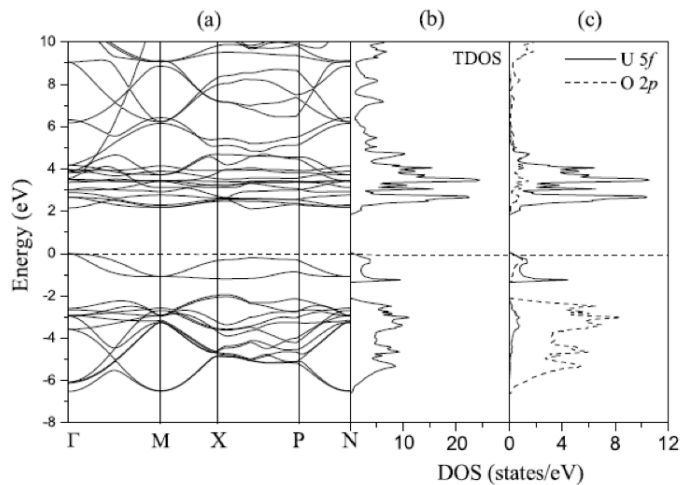 (a) (b) (c)
10
8
6
4
2
0
-2
-4
-6
-8
Energy (eV)
TDOS
U 5f
O 2p
Γ M X P N
10 20
0 4 8 12
DOS (states/eV)